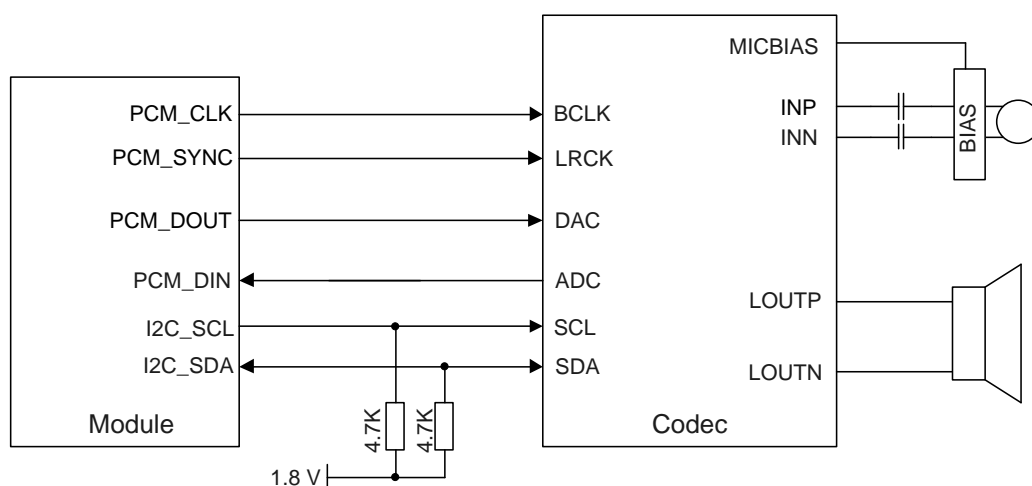 MICBIAS
PCM_CLK
BCLK
INP
INN
BIAS
PCM_SYNC
LRCK
PCM_DOUT
DAC
PCM_DIN
ADC
LOUTP
I2C_SCL
SCL
I2C_SDA
SDA
LOUTN
Module
4.7K
4.7K
Codec
1.8 V